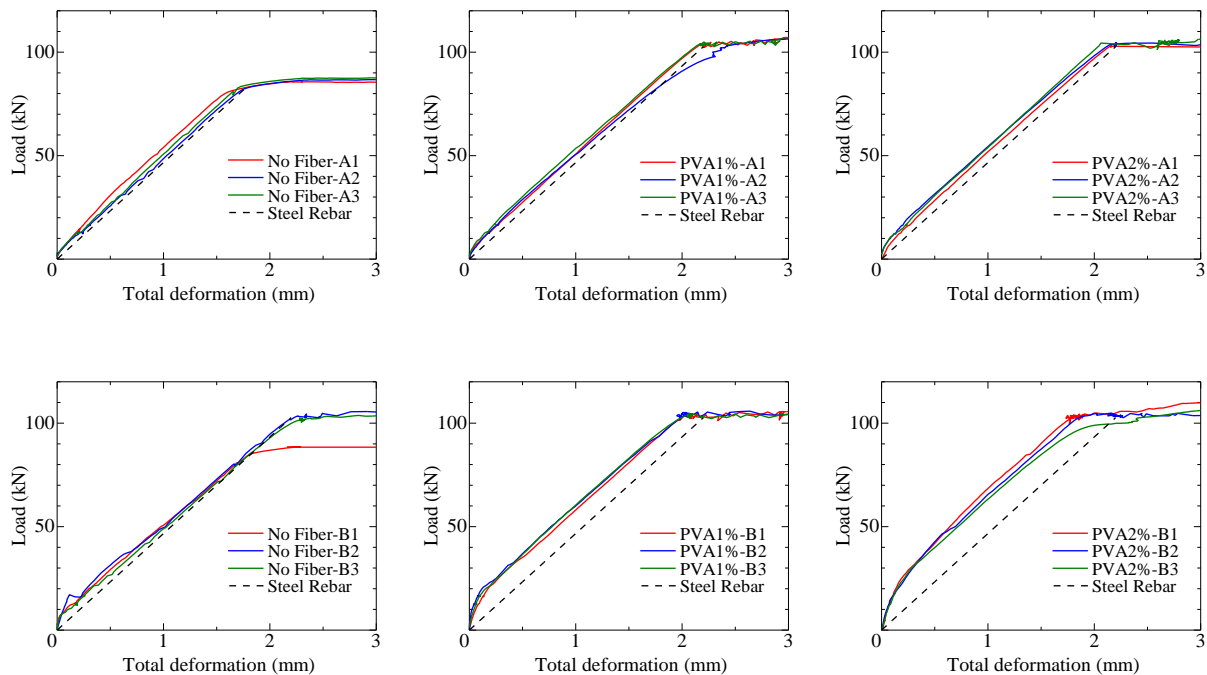 100
50
0
1
2
3
Load (kN)
Total deformation (mm)
No Fiber-A1
No Fiber-A2
No Fiber-A3
Steel Rebar
100
50
0
1
2
3
Load (kN)
Total deformation (mm)
PVA1%-A1
PVA1%-A2
PVA1%-A3
Steel Rebar
100
50
0
1
2
3
Load (kN)
Total deformation (mm)
PVA2%-A1
PVA2%-A2
PVA2%-A3
Steel Rebar
100
50
0
1
2
3
Load (kN)
Total deformation (mm)
No Fiber-B1
No Fiber-B2
No Fiber-B3
Steel Rebar
100
50
0
1
2
3
Load (kN)
Total deformation (mm)
PVA1%-B1
PVA1%-B2
PVA1%-B3
Steel Rebar
100
50
0
1
2
3
Load (kN)
Total deformation (mm)
PVA2%-B1
PVA2%-B2
PVA2%-B3
Steel Rebar